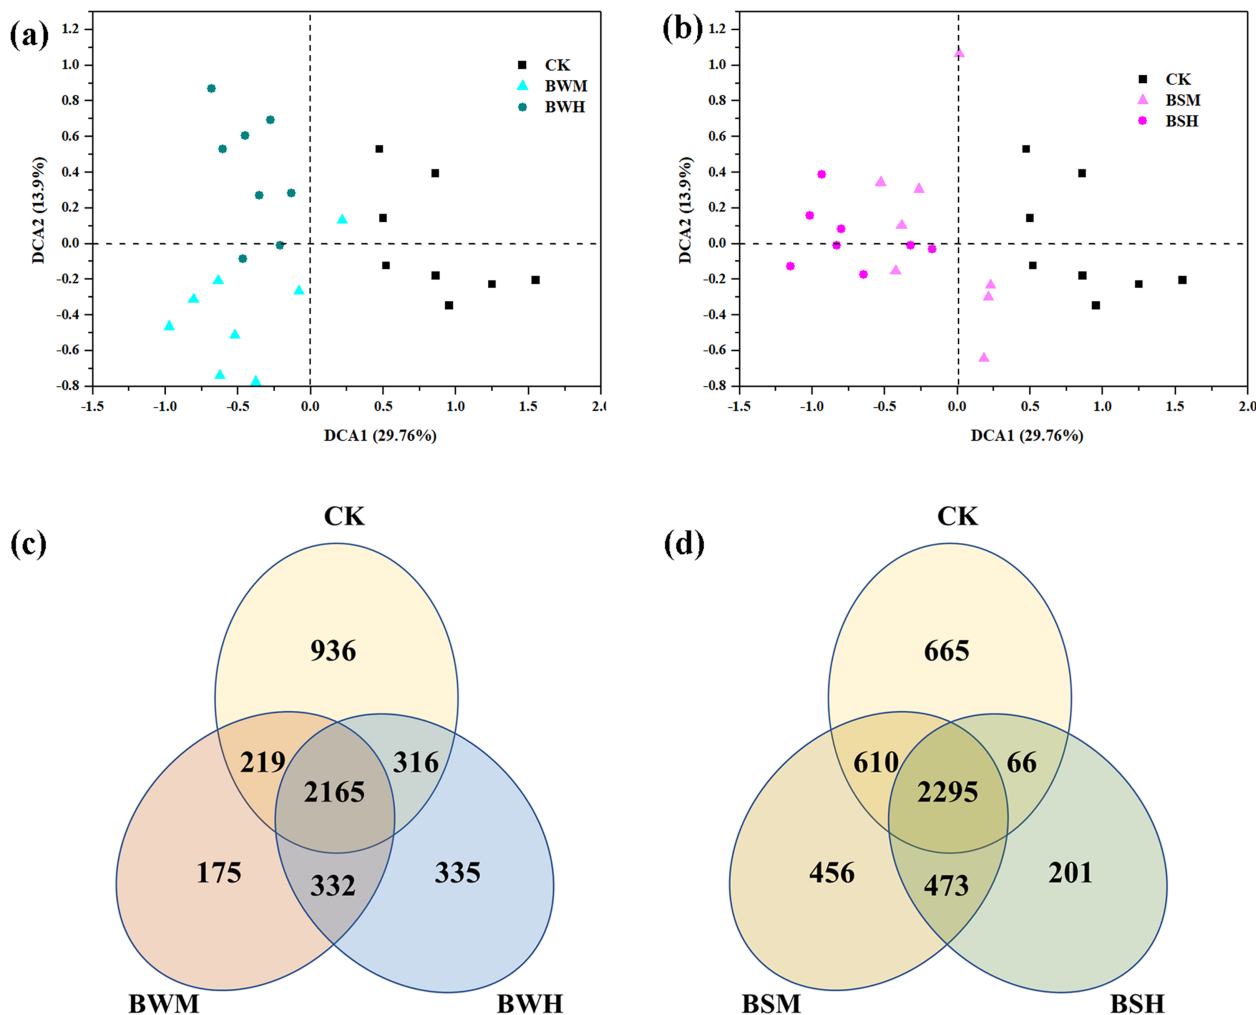 (a)
1.2
1.0
0.8
0.6
0.4
0.2
0.0
-0.2
-0.4
-0.6
-0.8
DCA2 (13.9%)
CK
BWM
BWH
-1.5 -1.0 -0.5 0.0 0.5 1.0 1.5 2.0
DCA1 (29.76%)
(b)
1.2
1.0
0.8
0.6
0.4
0.2
0.0
-0.2
-0.4
-0.6
-0.8
DCA2 (13.9%)
CK
BSM
BSH
-1.5 -1.0 -0.5 0.0 0.5 1.0 1.5 2.0
DCA1 (29.76%)
(c)
CK
936
219
316
2165
175
332
335
BWM
BWH
(d)
CK
665
610
66
2295
456
473
201
BSM
BSH